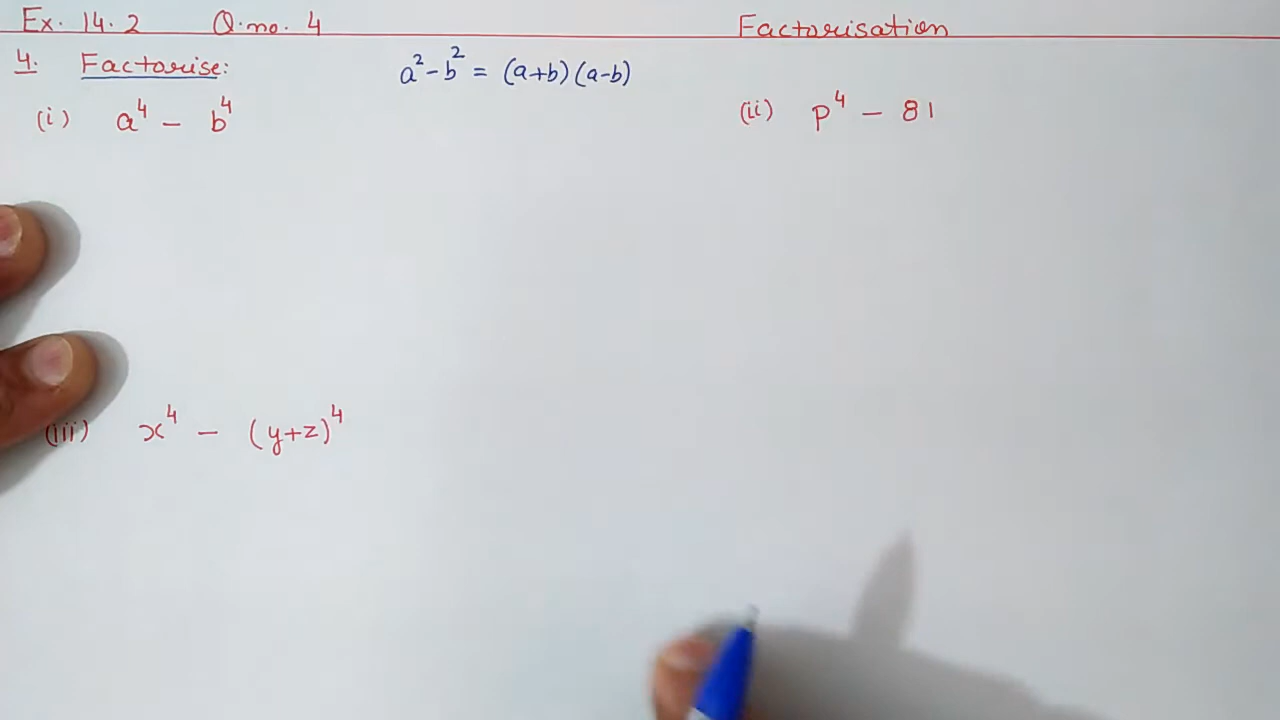 Ex. 14.2 Q.no. 4 Factorisation
4. Factorise: a² - b² = (a+b) (a-b)
(i) a⁴ - b⁴
(ii) p⁴ - 81
(iii) x⁴ - (y+z)⁴